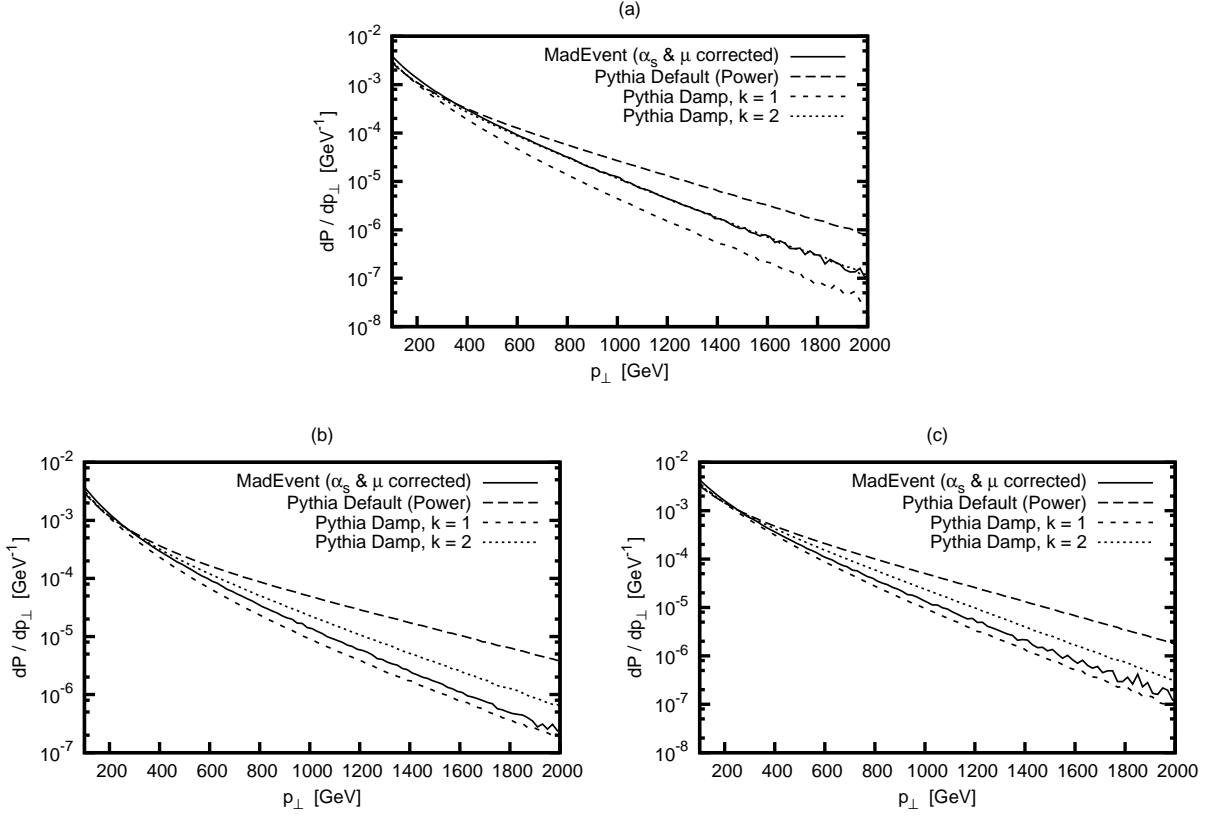 (a)
10-2
10-3
10-4
10-5
10-6
10-7
10-8
dP / dp⊥ [GeV-1]
MadEvent (αs & μ corrected)
Pythia Default (Power)
Pythia Damp, k = 1
Pythia Damp, k = 2
200 400 600 800 1000 1200 1400 1600 1800 2000
p⊥ [GeV]
(b)
10-2
10-3
10-4
10-5
10-6
10-7
dP / dp⊥ [GeV-1]
MadEvent (αs & μ corrected)
Pythia Default (Power)
Pythia Damp, k = 1
Pythia Damp, k = 2
200 400 600 800 1000 1200 1400 1600 1800 2000
p⊥ [GeV]
(c)
10-2
10-3
10-4
10-5
10-6
10-7
10-8
dP / dp⊥ [GeV-1]
MadEvent (αs & μ corrected)
Pythia Default (Power)
Pythia Damp, k = 1
Pythia Damp, k = 2
200 400 600 800 1000 1200 1400 1600 1800 2000
p⊥ [GeV]